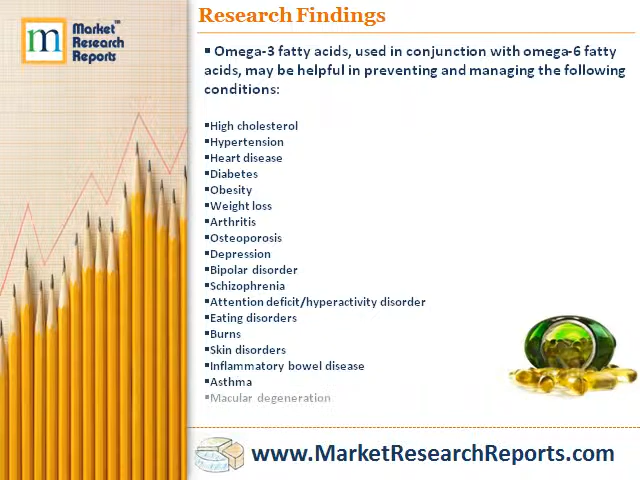 m
Market
Research
Reports
Research Findings
▪ Omega-3 fatty acids, used in conjunction with omega-6 fatty
acids, may be helpful in preventing and managing the following
conditions:
▪High cholesterol
▪Hypertension
▪Heart disease
▪Diabetes
▪Obesity
▪Weight loss
▪Arthritis
▪Osteoporosis
▪Depression
▪Bipolar disorder
▪Schizophrenia
▪Attention deficit/hyperactivity disorder
▪Eating disorders
▪Burns
▪Skin disorders
▪Inflammatory bowel disease
▪Asthma
▪Macular degeneration
www.MarketResearchReports.com